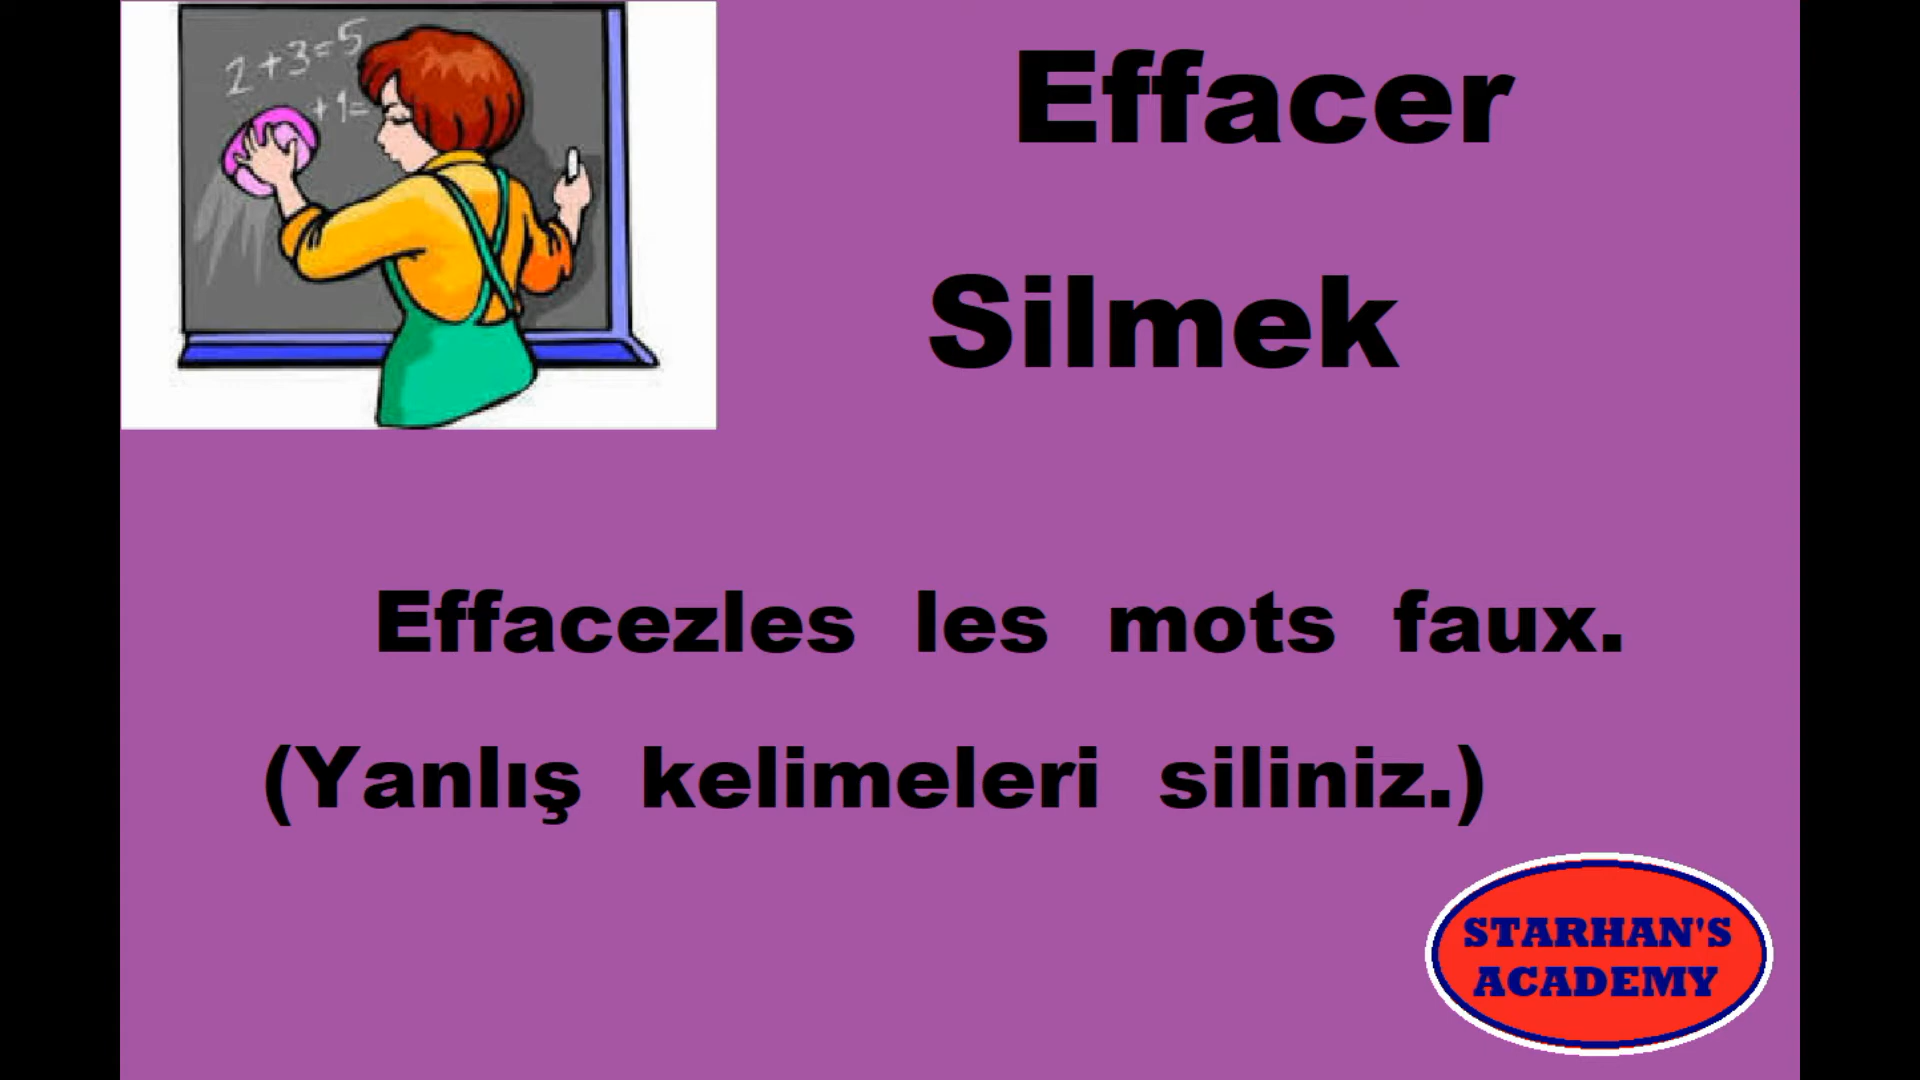 2+3=5
+1=
Effacer
Silmek
Effacezles les mots faux.
(Yanlış kelimeleri siliniz.)
STARHAN'S
ACADEMY